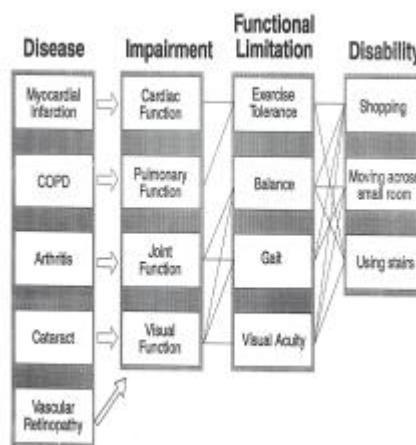 Disease
Impairment
Functional
Limitation
Disability
Myocardial
Infarction
COPD
Arthritis
Cataract
Vascular
Retinopathy
Cardiac
Function
Pulmonary
Function
Joint
Function
Visual
Function
Exercise
Tolerance
Balance
Gait
Visual Acuity
Shopping
Moving across
small room
Using stairs